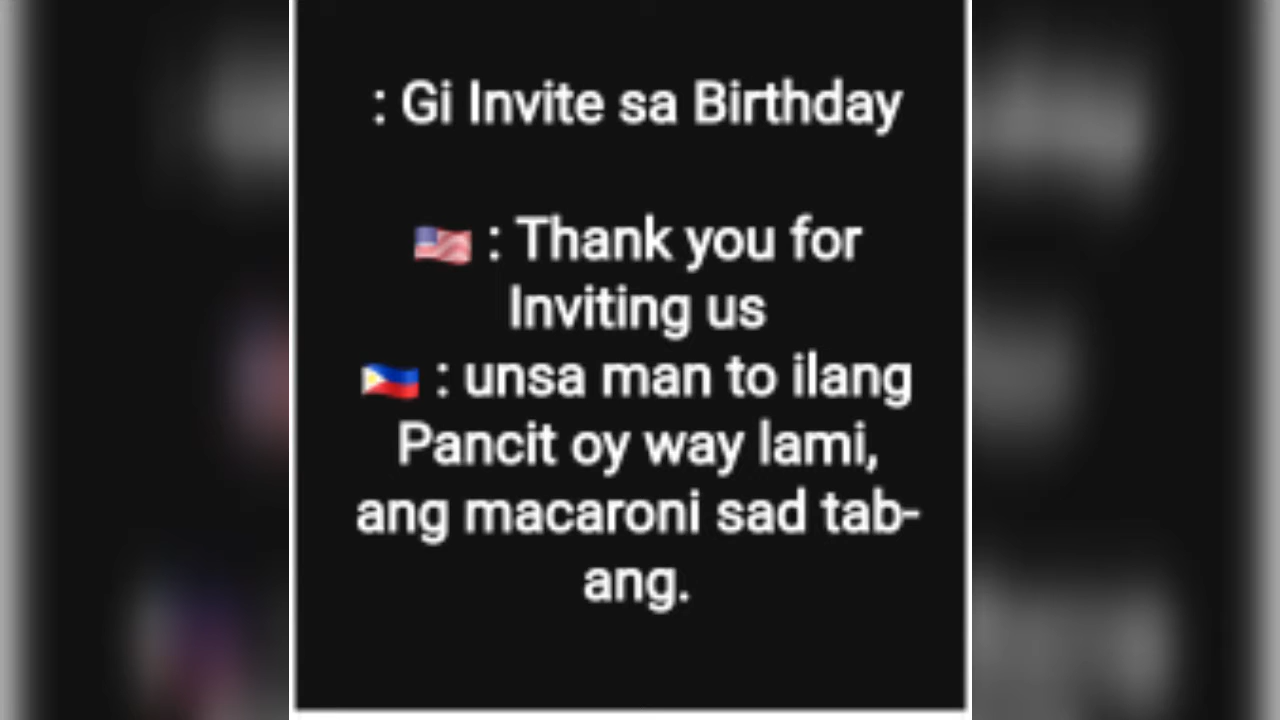 : Gi Invite sa Birthday
🇺🇸 : Thank you for
Inviting us
🇵🇭 : unsa man to ilang
Pancit oy way lami,
ang macaroni sad tab-
ang.